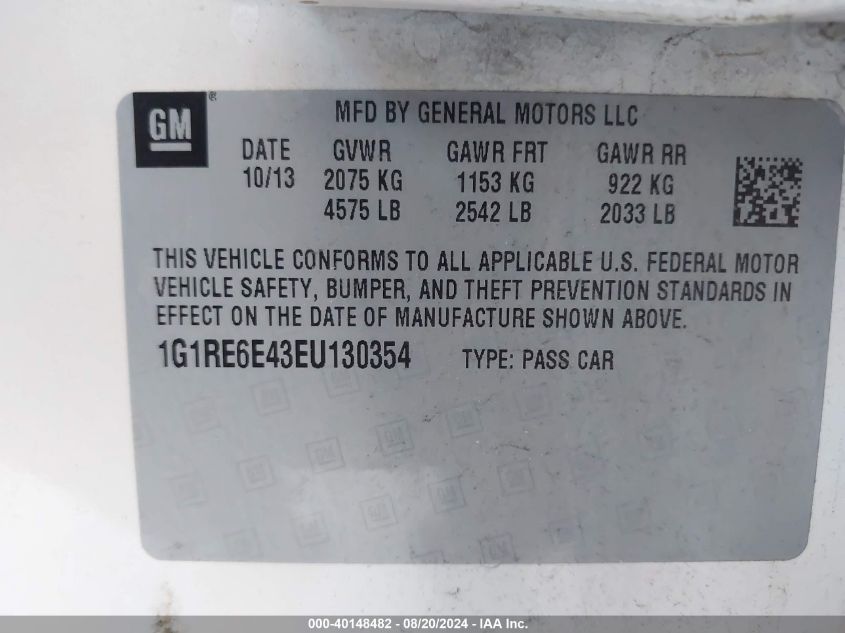 GM®
MFD BY GENERAL MOTORS LLC
DATE GVWR GAWR FRT GAWR RR
10/13 2075 KG 1153 KG 922 KG
4575 LB 2542 LB 2033 LB
THIS VEHICLE CONFORMS TO ALL APPLICABLE U.S. FEDERAL MOTOR
VEHICLE SAFETY, BUMPER, AND THEFT PREVENTION STANDARDS IN
EFFECT ON THE DATE OF MANUFACTURE SHOWN ABOVE.
1G1RE6E43EU130354 TYPE: PASS CAR
000-40148482 - 08/20/2024 - IAA Inc.